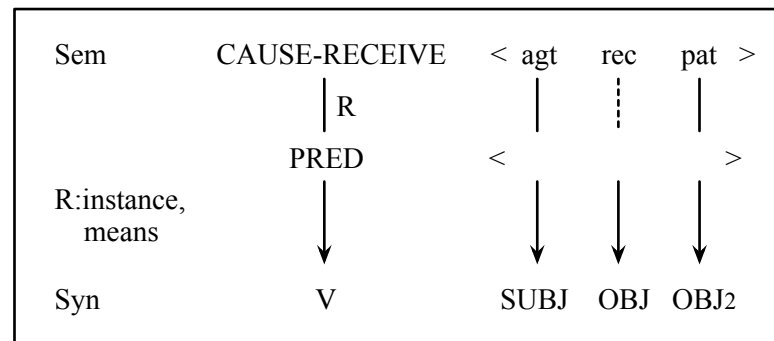 Sem CAUSE-RECEIVE < agt rec pat >
R
PRED < >
R:instance,
means
Syn V SUBJ OBJ OBJ2